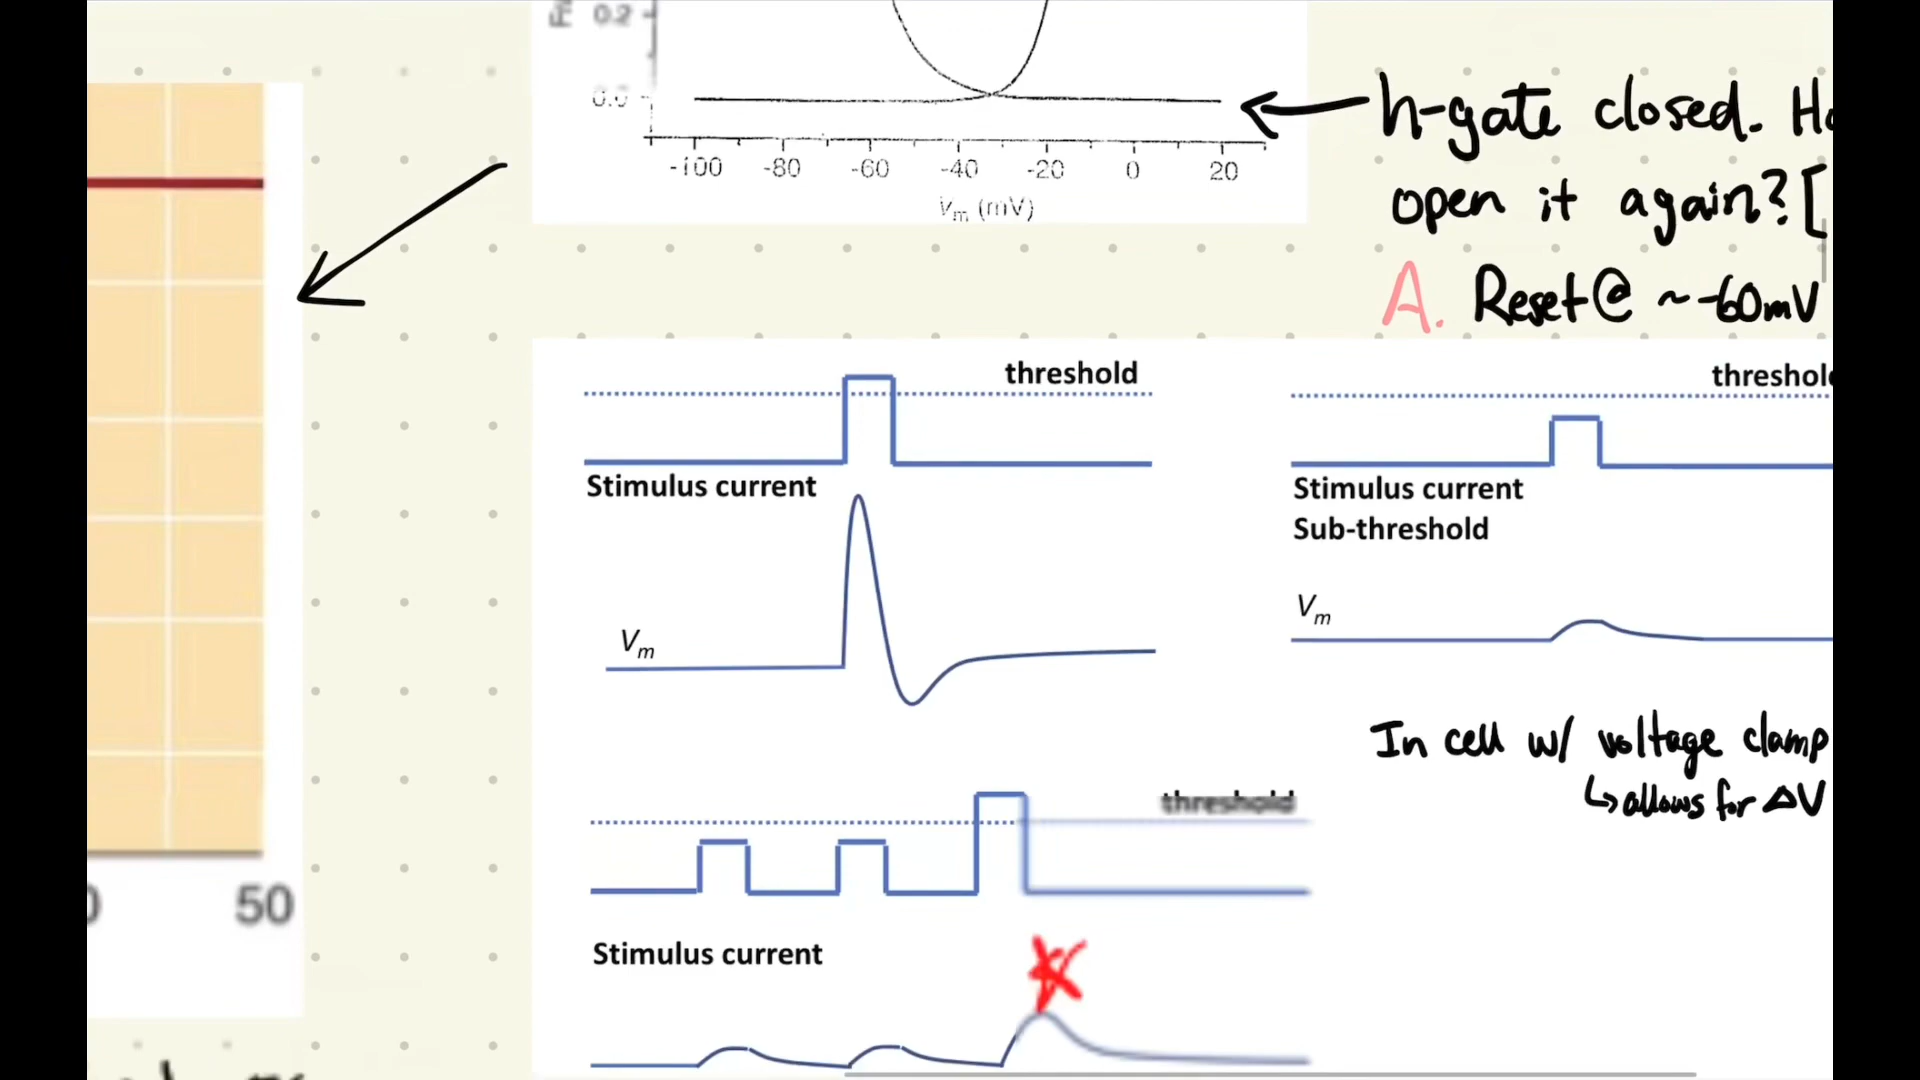 0.2
0.0
-100 -80 -60 -40 -20 0 20
Vm (mV)
h-gate closed.
open it again? [
A. Reset @ ~-60mV
threshold
Stimulus current
Vm
threshold
Stimulus current
Sub-threshold
Vm
In cell w/ voltage clamp
↳ allows for ΔV
threshold
Stimulus current
50